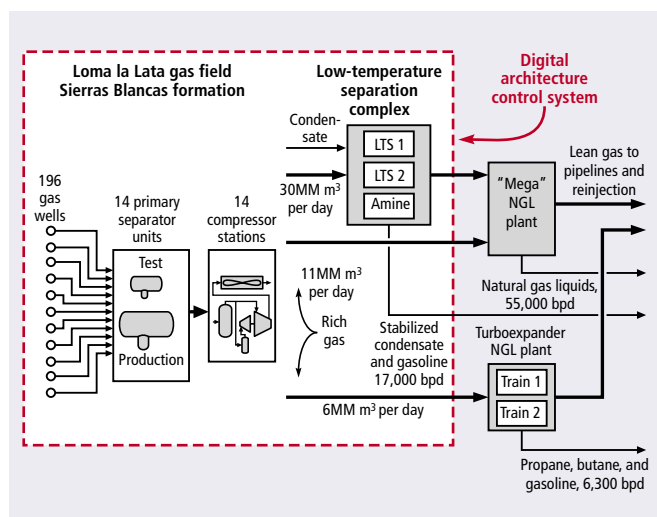 Loma la Lata gas field
Sierras Blancas formation
Low-temperature
separation
complex
Digital
architecture
control system
Conden-
sate
LTS 1
LTS 2
Amine
30MM m³
per day
"Mega"
NGL
plant
Lean gas to
pipelines and
reinjection
196
gas
wells
14 primary
separator
units
14
compressor
stations
Test
Production
11MM m³
per day
Rich
gas
Natural gas liquids,
55,000 bpd
Stabilized
condensate
and gasoline
17,000 bpd
Turboexpander
NGL plant
Train 1
Train 2
6MM m³ per day
Propane, butane, and
gasoline, 6,300 bpd